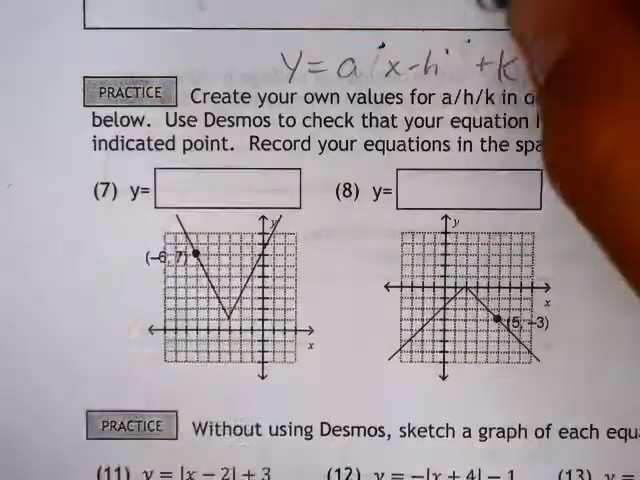 y=a|x-h|+k
PRACTICE Create your own values for a/h/k in
below. Use Desmos to check that your equation
indicated point. Record your equations in the
(7) y= (8) y=
y y
(-6, 7)
x
(5, -3)
x
PRACTICE Without using Desmos, sketch a graph of each
(11) y = |x - 2| + 3 (12) y = -|x + 4| - 1 (13) y =